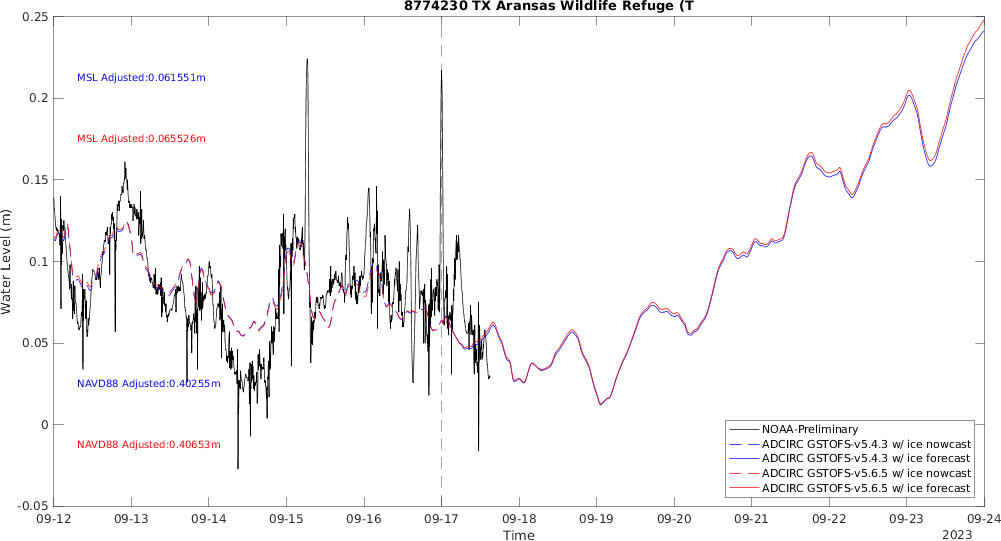 8774230 TX Aransas Wildlife Refuge (T
0.25
0.2
0.15
0.1
0.05
0
-0.05
Water Level (m)
MSL Adjusted:0.061551m
MSL Adjusted:0.065526m
NAVD88 Adjusted:0.40255m
NAVD88 Adjusted:0.40653m
NOAA-Preliminary
ADCIRC GSTOFS-v5.4.3 w/ ice nowcast
ADCIRC GSTOFS-v5.4.3 w/ ice forecast
ADCIRC GSTOFS-v5.6.5 w/ ice nowcast
ADCIRC GSTOFS-v5.6.5 w/ ice forecast
09-12 09-13 09-14 09-15 09-16 09-17 09-18 09-19 09-20 09-21 09-22 09-23 09-24
Time
2023